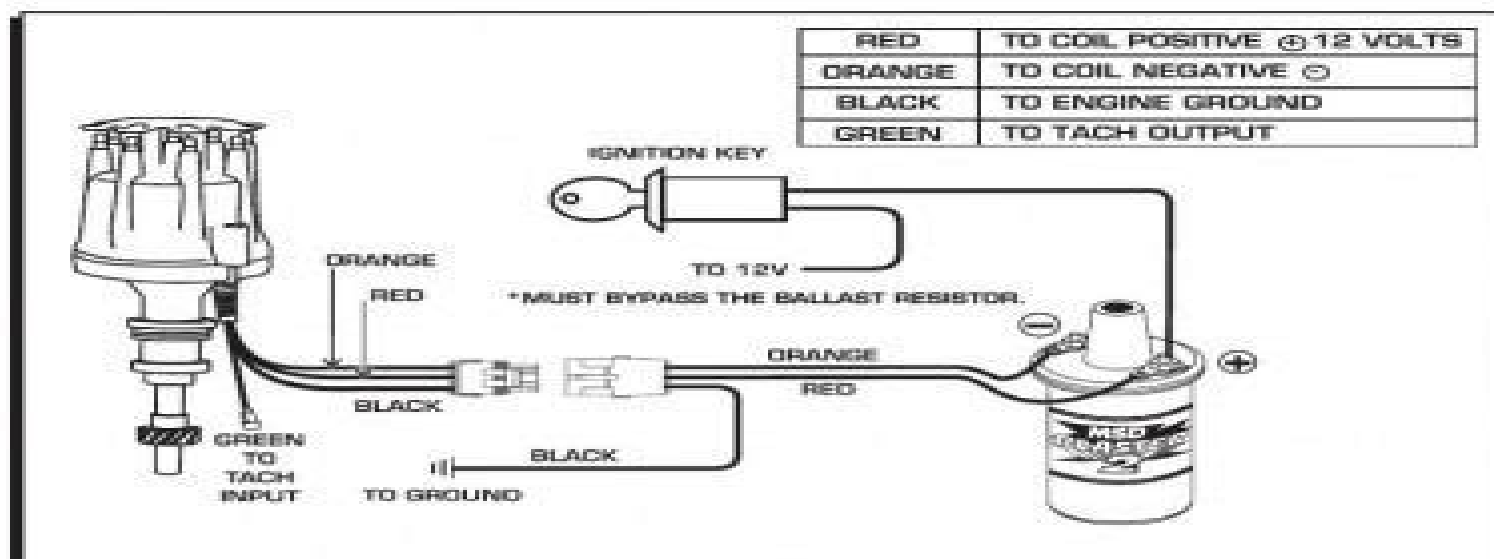 RED TO COIL POSITIVE ⊕ 12 VOLTS
ORANGE TO COIL NEGATIVE ⊖
BLACK TO ENGINE GROUND
GREEN TO TACH OUTPUT
IGNITION KEY
TO 12V
*MUST BYPASS THE BALLAST RESISTOR.
ORANGE
RED
BLACK
GREEN
TO
TACH
INPUT
ORANGE
RED
BLACK
TO GROUND
⊖
⊕